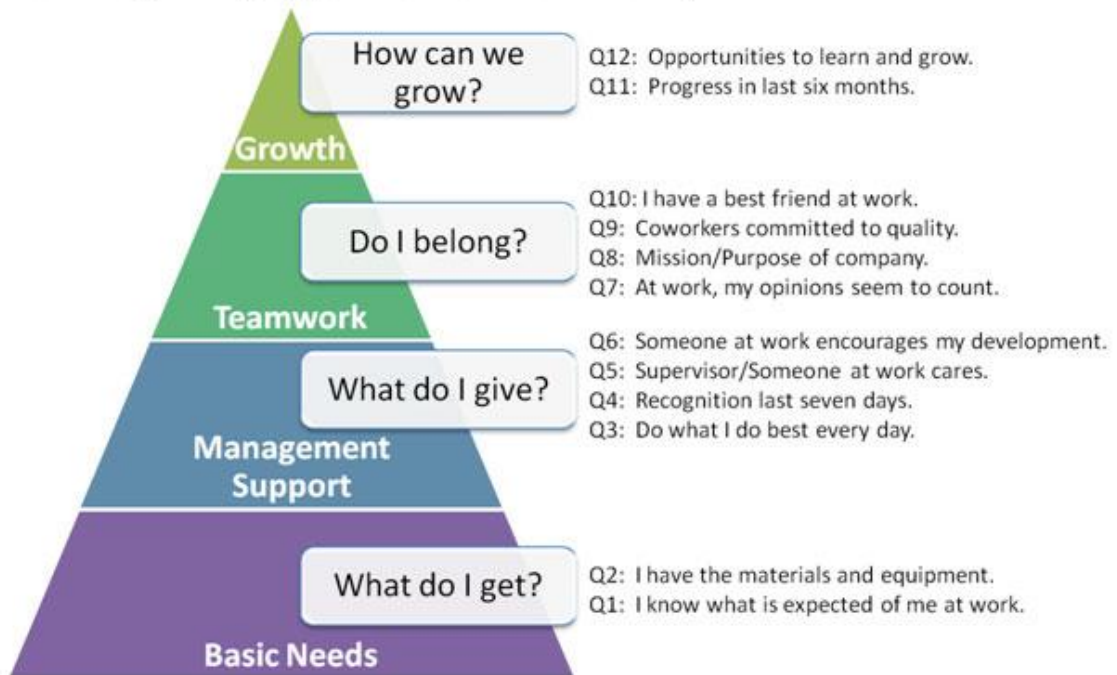 How can we
grow?
Q12: Opportunities to learn and grow.
Q11: Progress in last six months.
Growth
Do I belong?
Q10: I have a best friend at work.
Q9: Coworkers committed to quality.
Q8: Mission/Purpose of company.
Q7: At work, my opinions seem to count.
Teamwork
What do I give?
Q6: Someone at work encourages my development.
Q5: Supervisor/Someone at work cares.
Q4: Recognition last seven days.
Q3: Do what I do best every day.
Management
Support
What do I get?
Q2: I have the materials and equipment.
Q1: I know what is expected of me at work.
Basic Needs